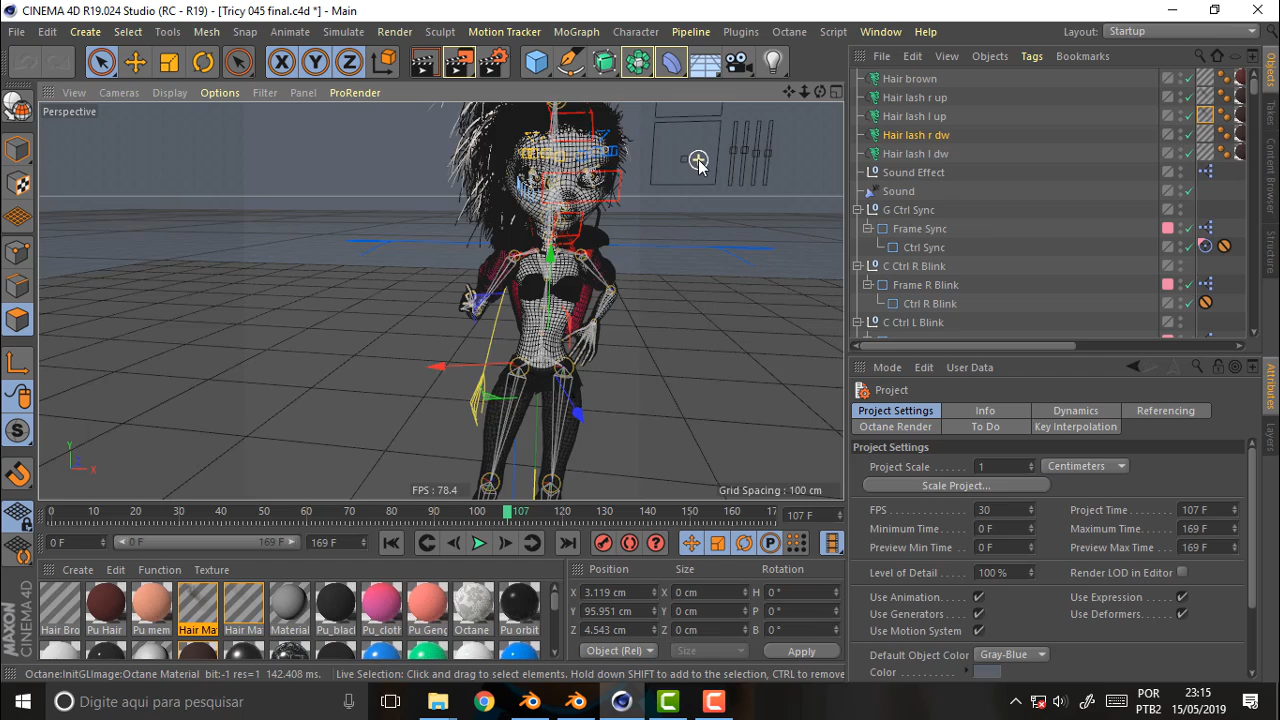 CINEMA 4D R19.024 Studio (RC - R19) - [Tricy 045 final.c4d *] - Main
File Edit Create Select Tools Mesh Snap Animate Simulate Render Sculpt Motion Tracker MoGraph Character Pipeline Plugins Octane Script Window Help Layout: Startup
X Y Z
File Edit View Objects Tags Bookmarks
View Cameras Display Options Filter Panel ProRender
Perspective
Hair brown
Hair lash r up
Hair lash l up
Hair lash r dw
Hair lash l dw
Sound Effect
Sound
G Ctrl Sync
Frame Sync
Ctrl Sync
C Ctrl R Blink
Frame R Blink
Ctrl R Blink
C Ctrl L Blink
Objects
Takes
Content Browser
Structure
Y
Z X
FPS : 78.4
Grid Spacing : 100 cm
Mode Edit User Data
Project
Project Settings Info Dynamics Referencing
Octane Render To Do Key Interpolation
Project Settings
Project Scale 1 Centimeters
Scale Project...
FPS 30 Project Time 107 F
Minimum Time 0 F Maximum Time 169 F
Preview Min Time 0 F Preview Max Time 169 F
Level of Detail 100 % Render LOD in Editor
Use Animation Use Expression
Use Generators Use Deformers
Use Motion System
Default Object Color Gray-Blue
Color
Attributes
Layers
0 10 20 30 40 50 60 70 80 90 100 107 120 130 140 150 160 17 107 F
0 F 0 F 169 F 169 F
Create Edit Function Texture
Hair Bro Pu Hair Pu mem Hair Ma Hair Ma Material Pu_blac Pu_cloth Pu Geng Octane Pu orbit
Position Size Rotation
X 3.119 cm X 0 cm H 0 °
Y 95.951 cm Y 0 cm P 0 °
Z 4.543 cm Z 0 cm B 0 °
Object (Rel) Size Apply
MAXON CINEMA 4D
Octane:InitGLImage:Octane Material bit:-1 res=1 142.408 ms. Live Selection: Click and drag to select elements. Hold down SHIFT to add to the selection, CTRL to remove
Digite aqui para pesquisar
POR
PTB2
23:15
15/05/2019